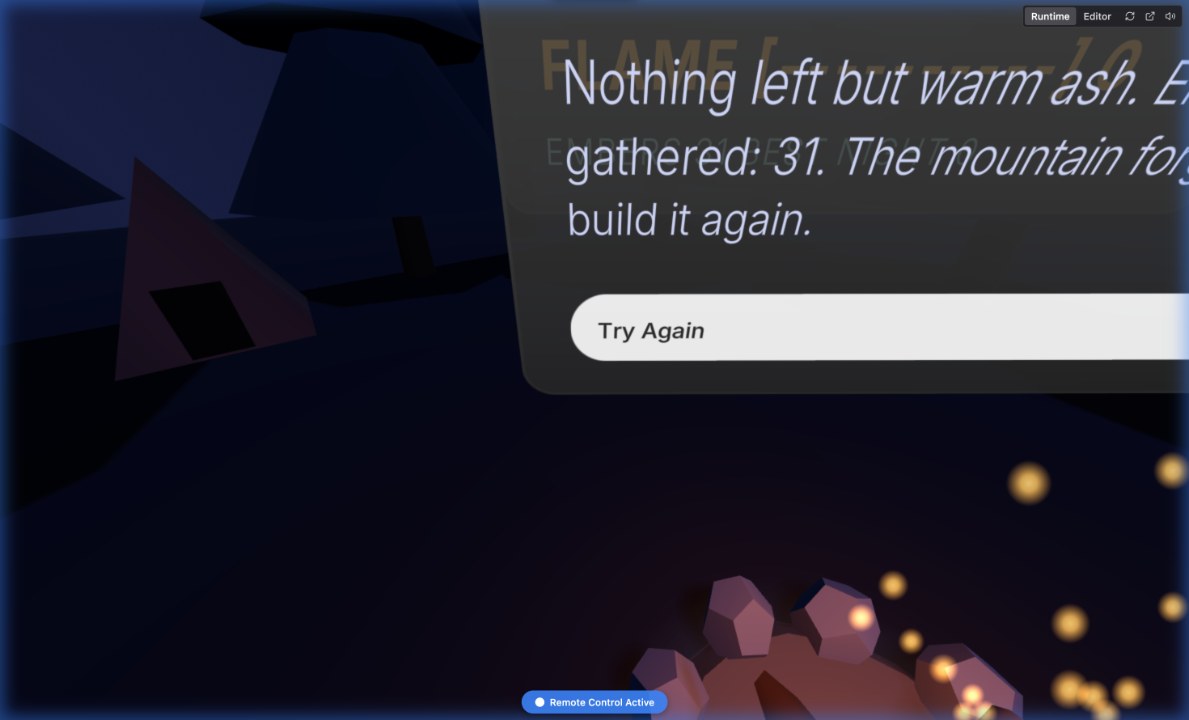 Runtime Editor
FLAME [
Nothing left but warm ash.
gathered: 31. The mountain
build it again.
Try Again
Remote Control Active